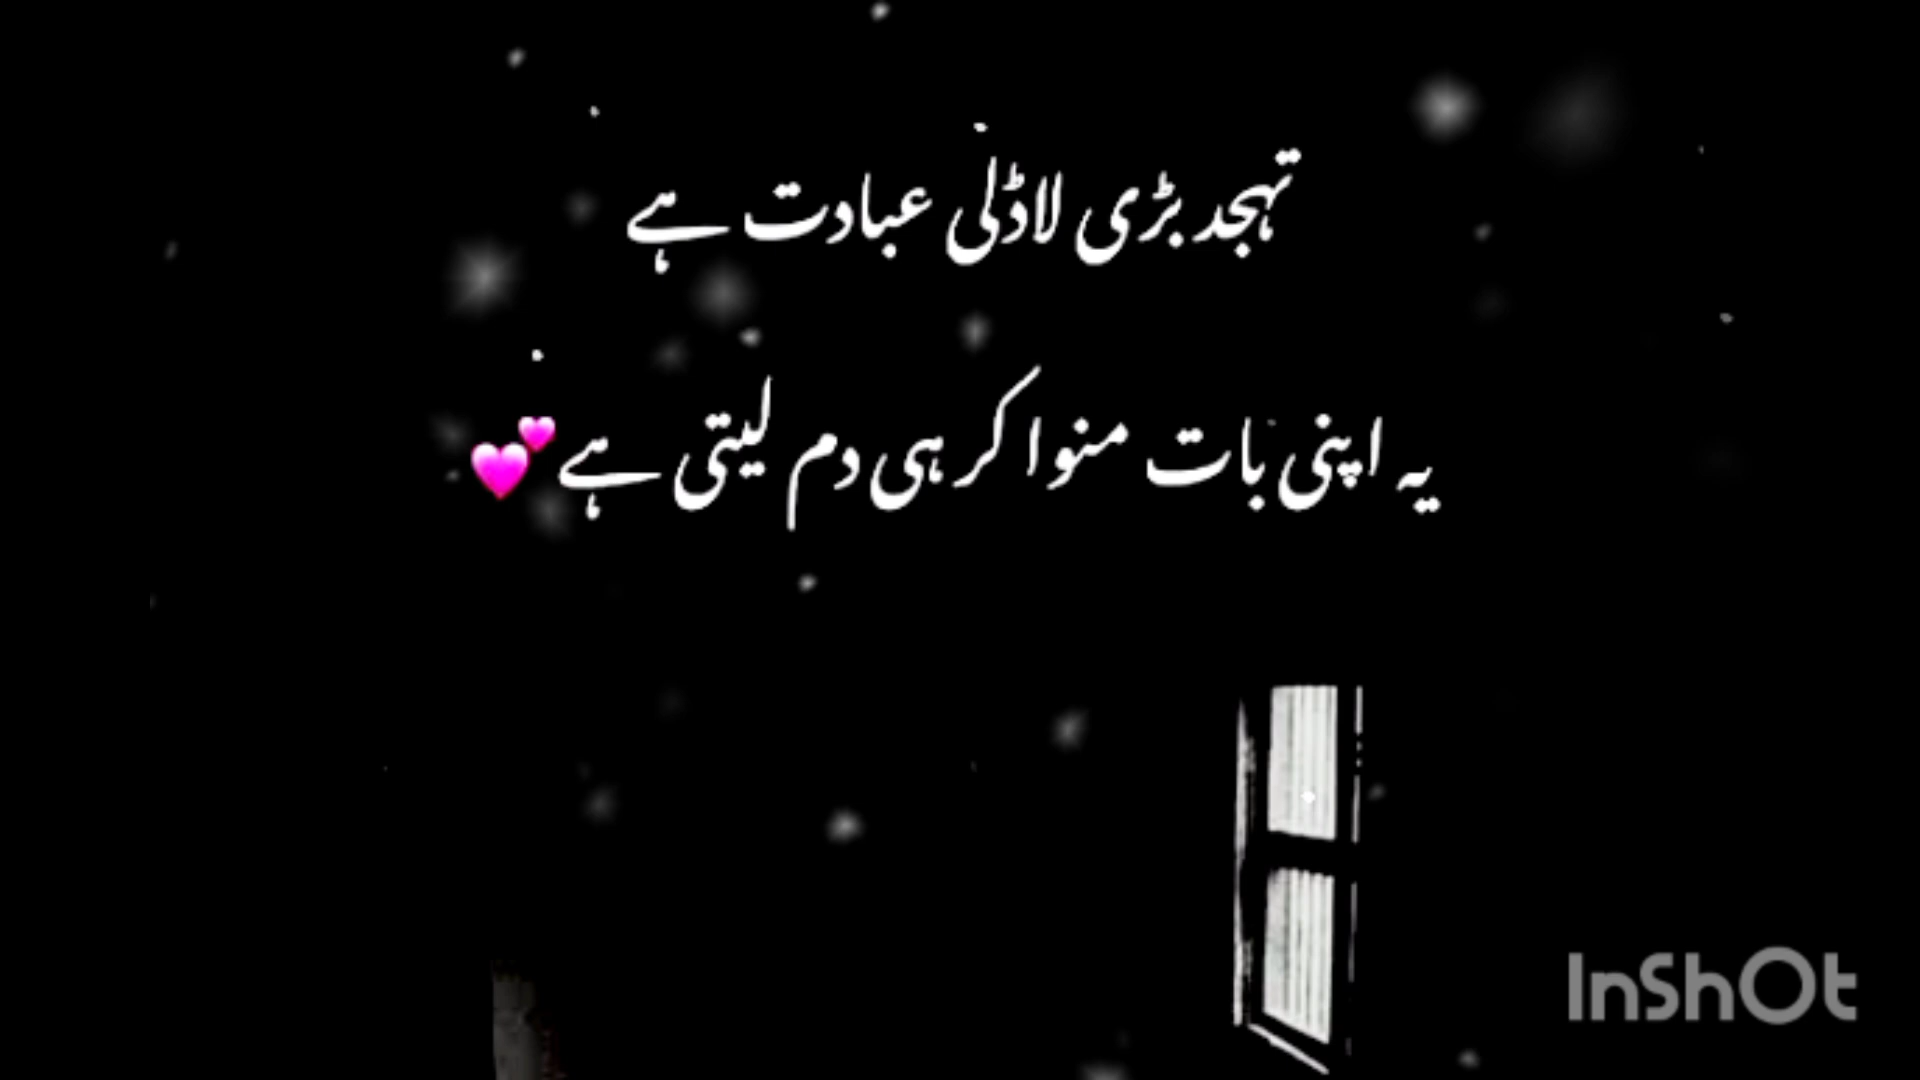 تہجد بڑی لاڈلی عبادت ہے
یہ اپنی بات منوا کر ہی دم لیتی ہے💕
InShOt